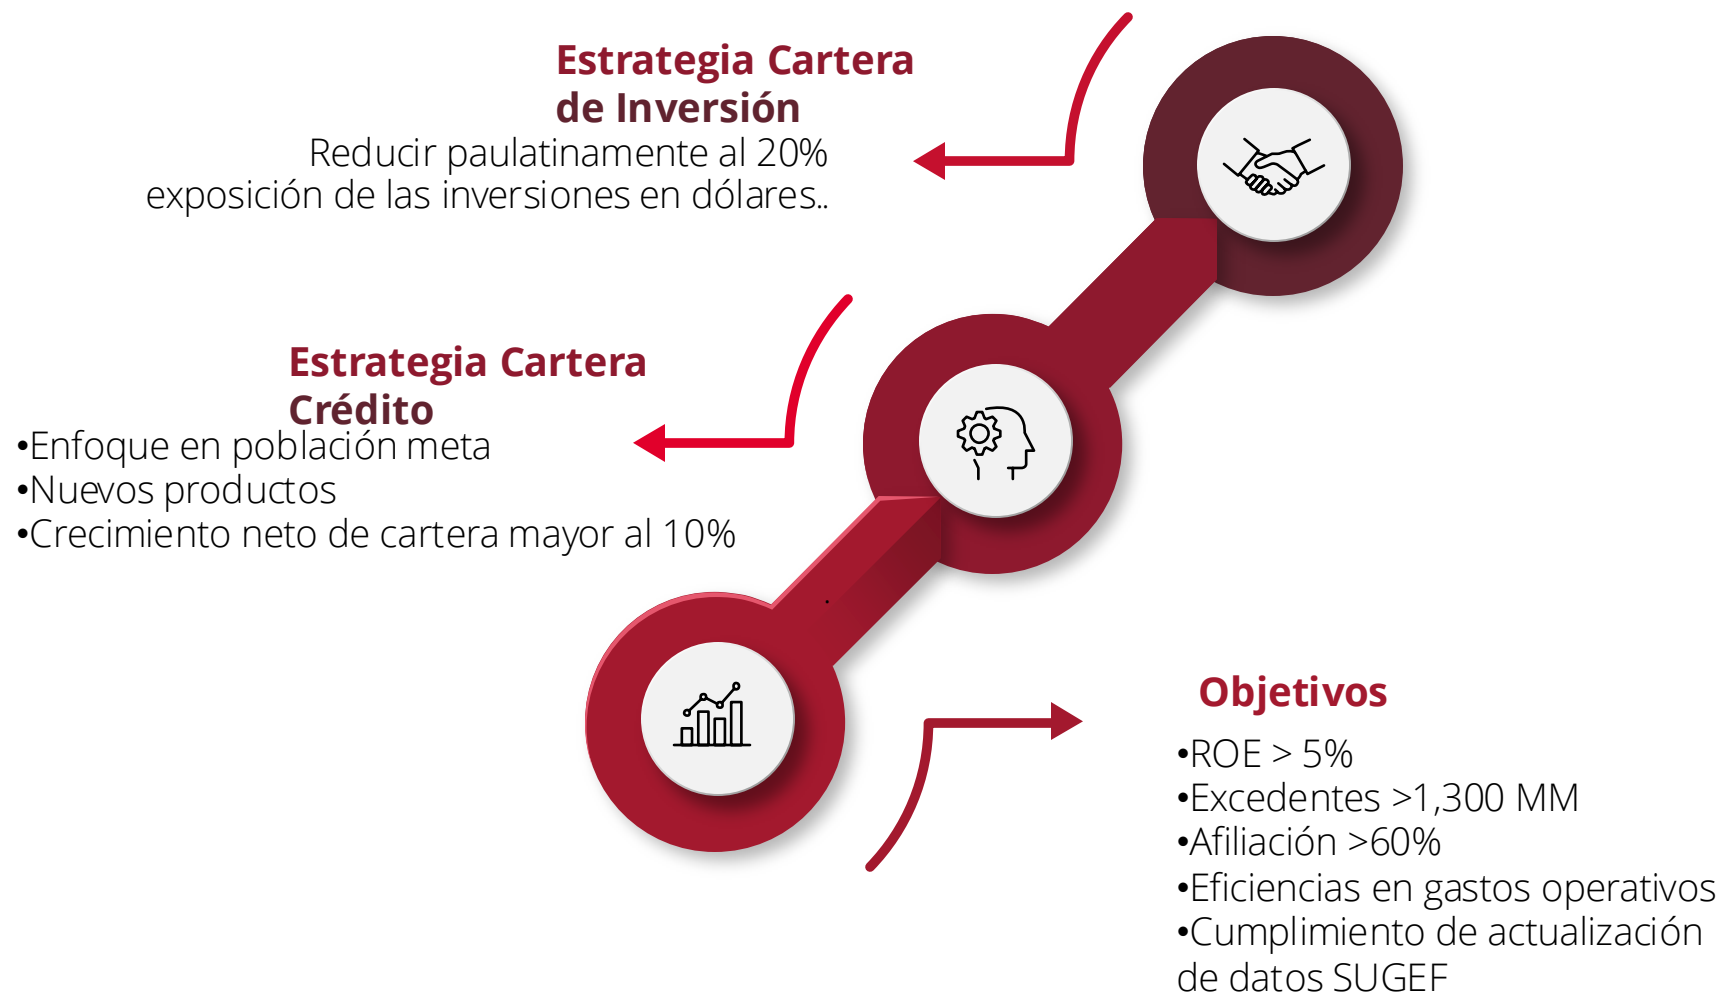 Estrategia Cartera
de Inversión
Reducir paulatinamente al 20%
exposición de las inversiones en dólares..
Estrategia Cartera
Crédito
•Enfoque en población meta
•Nuevos productos
•Crecimiento neto de cartera mayor al 10%
Objetivos
•ROE > 5%
•Excedentes >1,300 MM
•Afiliación >60%
•Eficiencias en gastos operativos
•Cumplimiento de actualización
de datos SUGEF